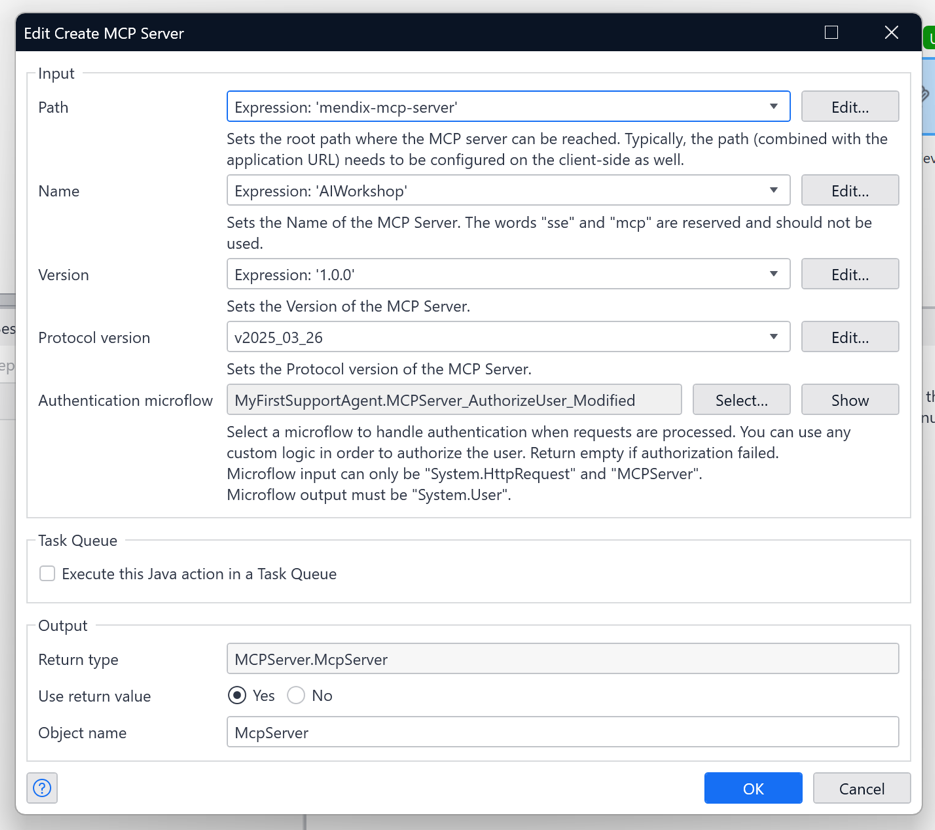 Edit Create MCP Server
Input
Path
Expression: 'mendix-mcp-server'
Edit...
Sets the root path where the MCP server can be reached. Typically, the path (combined with the
application URL) needs to be configured on the client-side as well.
Name
Expression: 'AIWorkshop'
Edit...
Sets the Name of the MCP Server. The words "sse" and "mcp" are reserved and should not be
used.
Version
Expression: '1.0.0'
Edit...
Sets the Version of the MCP Server.
Protocol version
v2025_03_26
Edit...
Sets the Protocol version of the MCP Server.
Authentication microflow
MyFirstSupportAgent.MCPServer_AuthorizeUser_Modified
Select...
Show
Select a microflow to handle authentication when requests are processed. You can use any
custom logic in order to authorize the user. Return empty if authorization failed.
Microflow input can only be "System.HttpRequest" and "MCPServer".
Microflow output must be "System.User".
Task Queue
Execute this Java action in a Task Queue
Output
Return type
MCPServer.McpServer
Use return value
Yes
No
Object name
McpServer
?
OK
Cancel